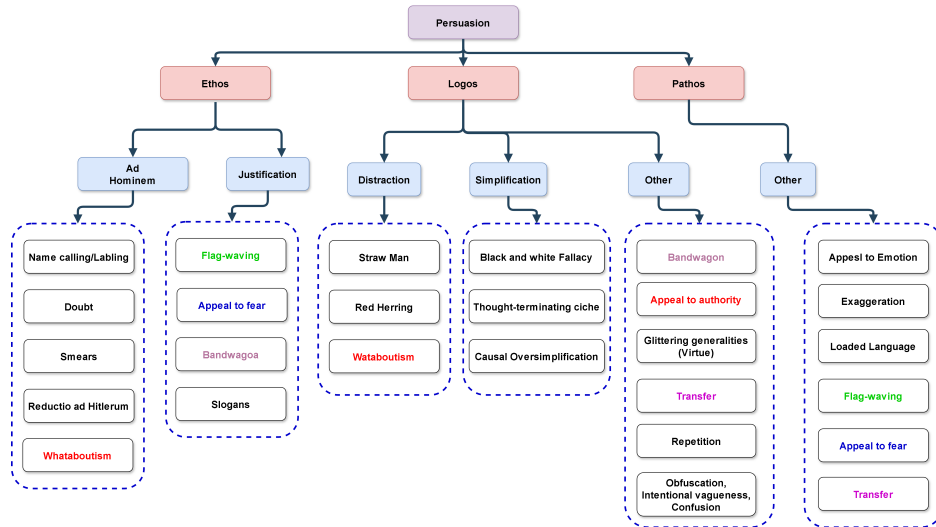 Persuasion
Ethos
Logos
Pathos
Ad
Hominem
Justification
Distraction
Simplification
Other
Other
Name calling/Labling
Doubt
Smears
Reductio ad Hitlerum
Whataboutism
Flag-waving
Appeal to fear
Bandwagoa
Slogans
Straw Man
Red Herring
Wataboutism
Black and white Fallacy
Thought-terminating ciche
Causal Oversimplification
Bandwagon
Appeal to authority
Glittering generalities
(Virtue)
Transfer
Repetition
Obfuscation,
Intentional vagueness,
Confusion
Appesl to Emotion
Exaggeration
Loaded Language
Flag-waving
Appeal to fear
Transfer